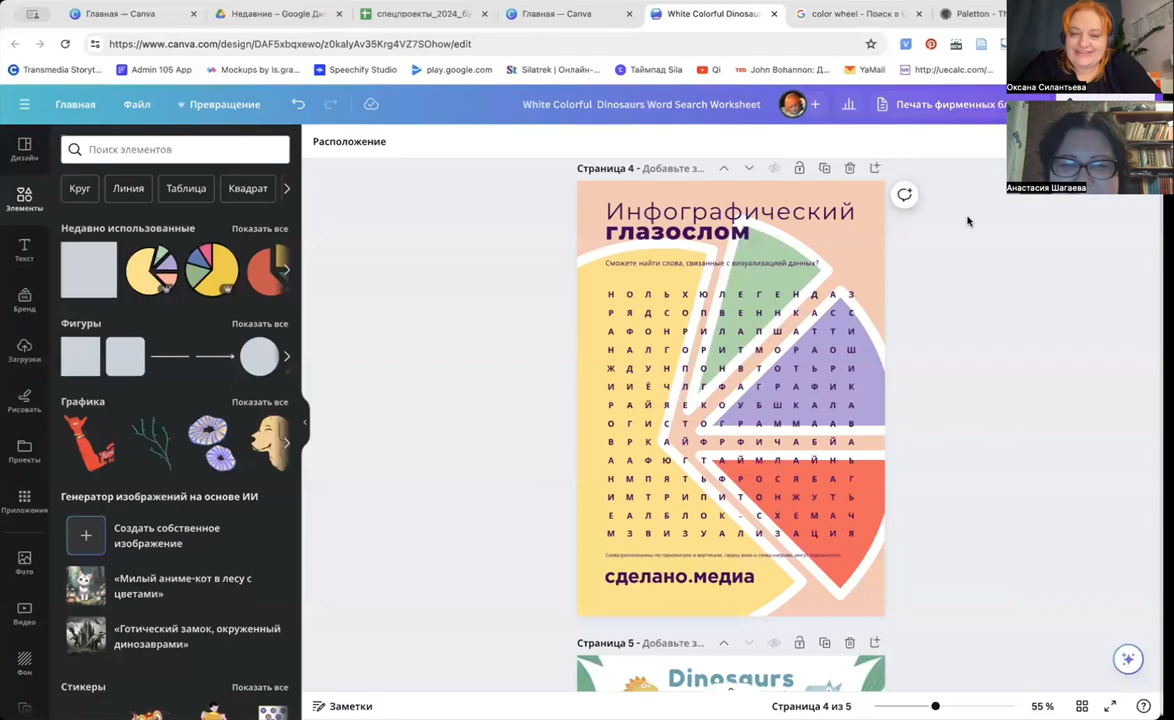 Главная – Canva
Недавние – Google Ди
спецпроекты_2024_бу
Главная – Canva
White Colorful Dinosau
color wheel - Поиск в G
Paletton - Th
https://www.canva.com/design/DAF5xbqxewo/z0kalyAv35Krg4VZ7SOhow/edit
Transmedia Storyt...
Admin 105 App
Mockups by ls.gra...
Speechify Studio
play.google.com
Silatrek | Онлайн-...
Таймпад Sila
Qi
TED
John Bohannon: Д...
YaMail
http://uecalc.com/...
Оксана Силантьева
Главная
Файл
Превращение
White Colorful Dinosaurs Word Search Worksheet
Печать фирменных бл
Анастасия Шагаева
Дизайн
Элементы
Текст
Бренд
Загрузки
Рисовать
Проекты
Приложения
Фото
Видео
Фон
Поиск элементов
Круг
Линия
Таблица
Квадрат
Недавно использованные
Показать все
Фигуры
Показать все
Графика
Показать все
Генератор изображений на основе ИИ
Создать собственное
изображение
«Милый аниме-кот в лесу с
цветами»
«Готический замок, окруженный
динозаврами»
Стикеры
Показать все
Расположение
Страница 4 - Добавьте з...
Инфографический
глазослом
Сможете найти слова, связанные с визуализацией данных?
Н О Л Ь Х Ю Л Е Г Е Н Д А З
Р Я Д С О П В Е Н Н К А С С
А Ф О Н Р И Л А П Ш А Т Т И
Н А Л Г О Р И Т М О Р А О Ш
Ж Д У Н П О Н В Т О Т Ь Р И
И И Ё Ч Л Г Ф А Г Р А Ф И К
Р А Й Я Е К О У Б Ш К А Л А
О Г И С Т О Г Р А М М А А В
В Р К А Й Ф Р Ф И Ч А Б Й А
А А Ф Ю Г Т А Й М Л А Й Н Ь
Н М П Я Т Ь Ф Р О С Я Б А Г
И М Т Р И П И Т О Н Ж У Т Ь
Е А Л Б Л О К - С Х Е М А Ч
М З В И З У А Л И З А Ц И Я
сделано.медиа
Страница 5 - Добавьте з...
Dinosaurs
Заметки
Страница 4 из 5
55 %